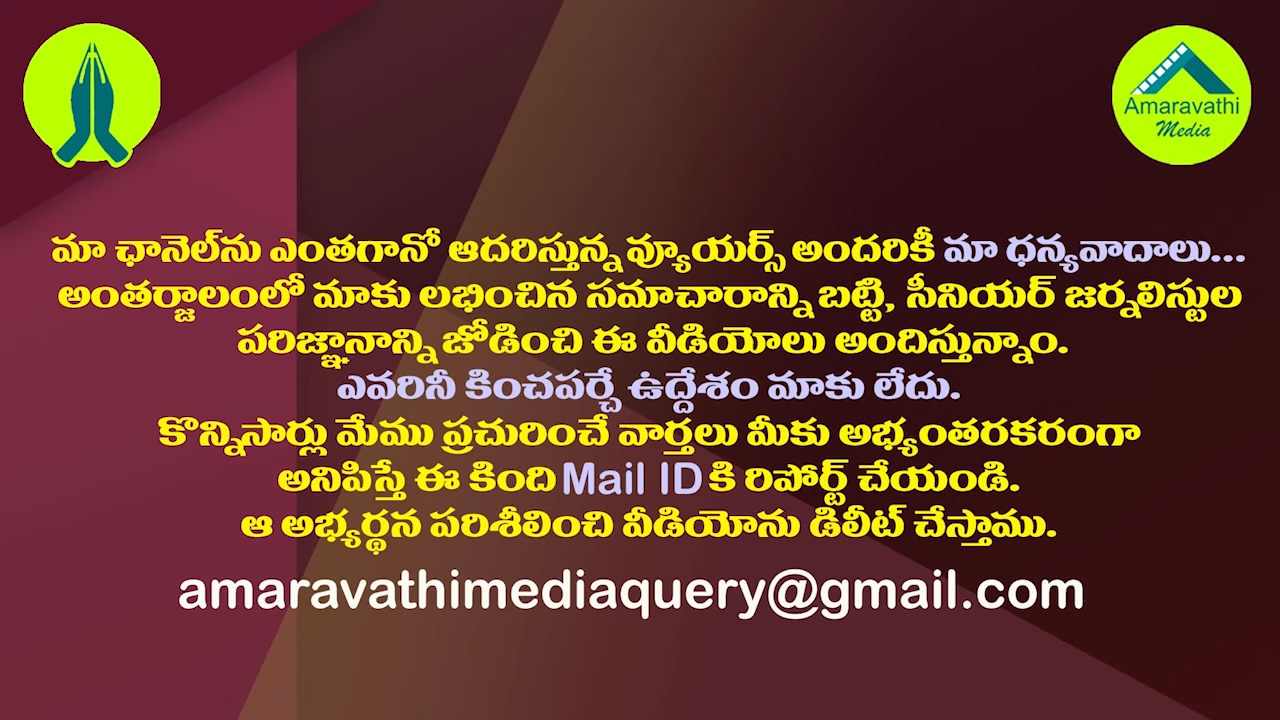 Amaravathi
Media
మా ఛానెల్‌ను ఎంతగానో ఆదరిస్తున్న వ్యూయర్స్ అందరికీ మా ధన్యవాదాలు...
అంతర్జాలంలో మాకు లభించిన సమాచారాన్ని బట్టి, సీనియర్ జర్నలిస్టుల
పరిజ్ఞానాన్ని జోడించి ఈ వీడియోలు అందిస్తున్నాం.
ఎవరినీ కించపర్చే ఉద్దేశం మాకు లేదు.
కొన్నిసార్లు మేము ప్రచురించే వార్తలు మీకు అభ్యంతరకరంగా
అనిపిస్తే ఈ కింది Mail ID కి రిపోర్ట్ చేయండి.
ఆ అభ్యర్థన పరిశీలించి వీడియోను డిలీట్ చేస్తాము.
amaravathimediaquery@gmail.com